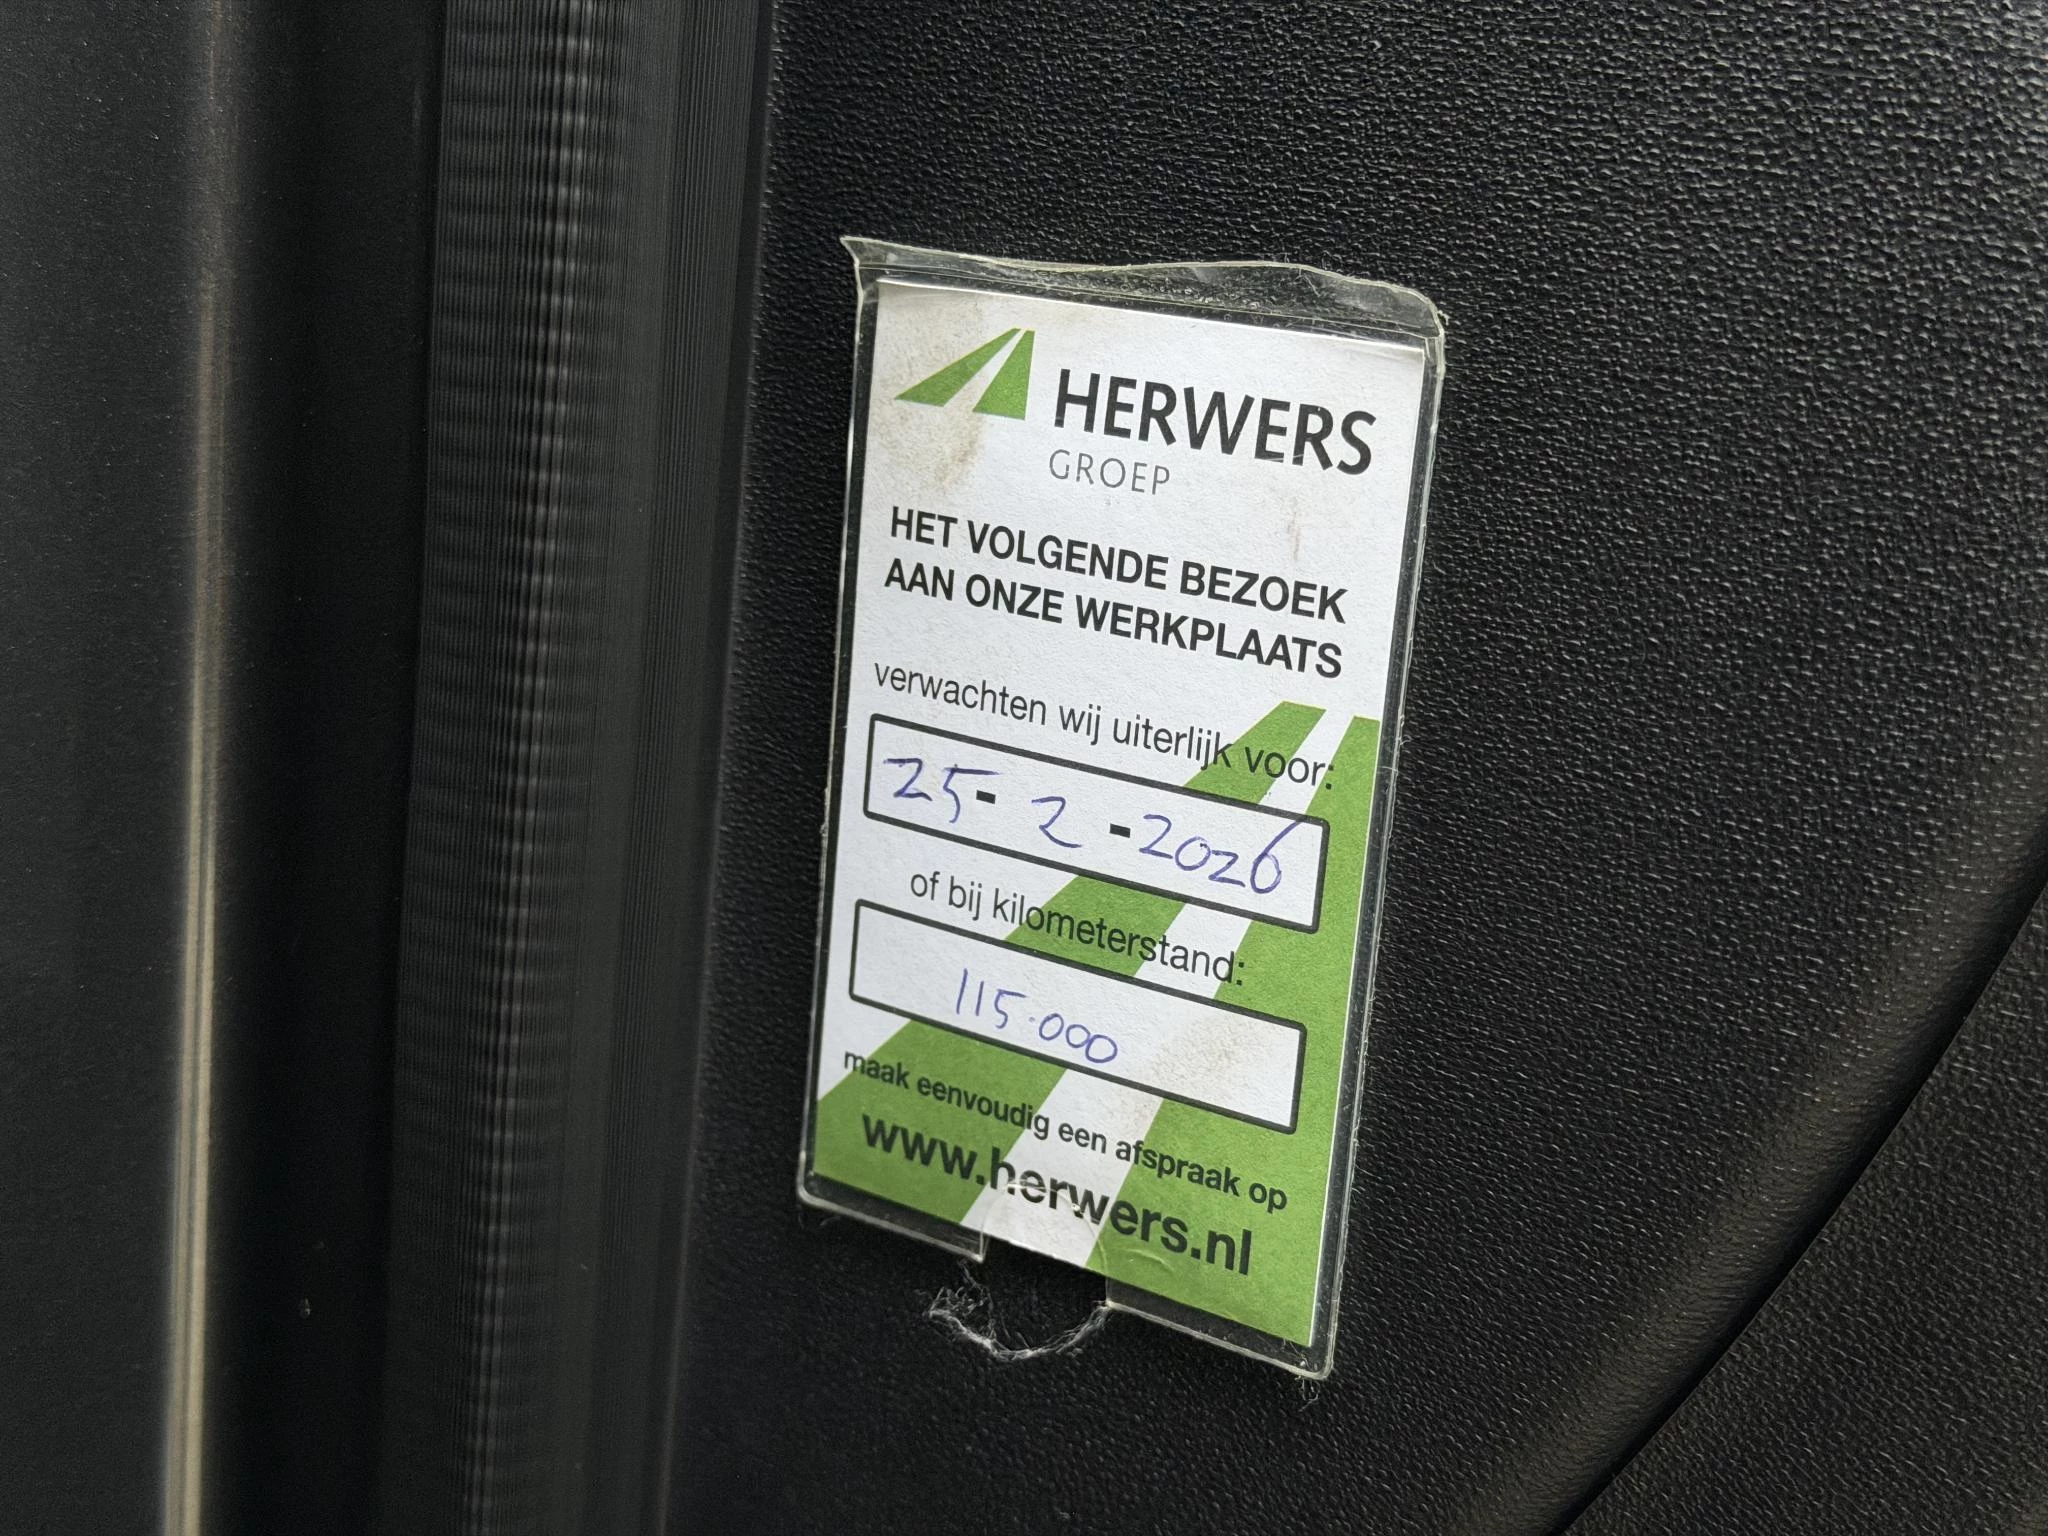 HERWERS
GROEP
HET VOLGENDE BEZOEK
AAN ONZE WERKPLAATS
verwachten wij uiterlijk voor:
25-2-2026
of bij kilometerstand:
115.000
maak eenvoudig een afspraak op
www.herwers.nl